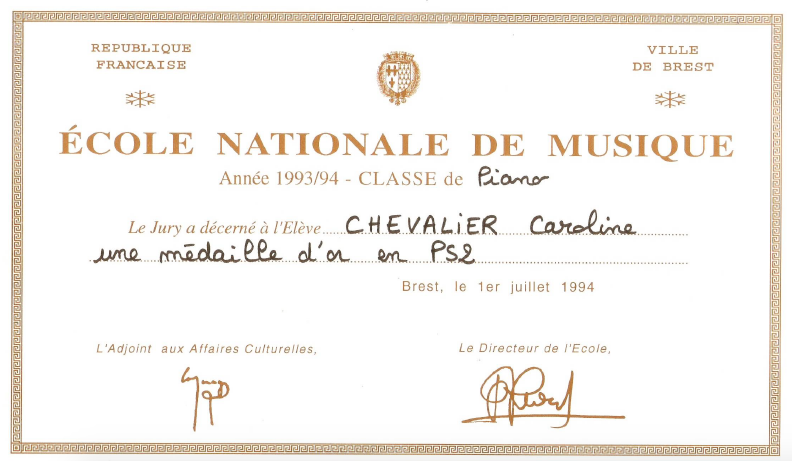 REPUBLIQUE
FRANCAISE
VILLE
DE BREST
ÉCOLE NATIONALE DE MUSIQUE
Année 1993/94 - CLASSE de Piano
Le Jury a décerné à l'Elève CHEVALIER Caroline
une médaille d'or en PS2
Brest, le 1er juillet 1994
L'Adjoint aux Affaires Culturelles,
Le Directeur de l'Ecole,